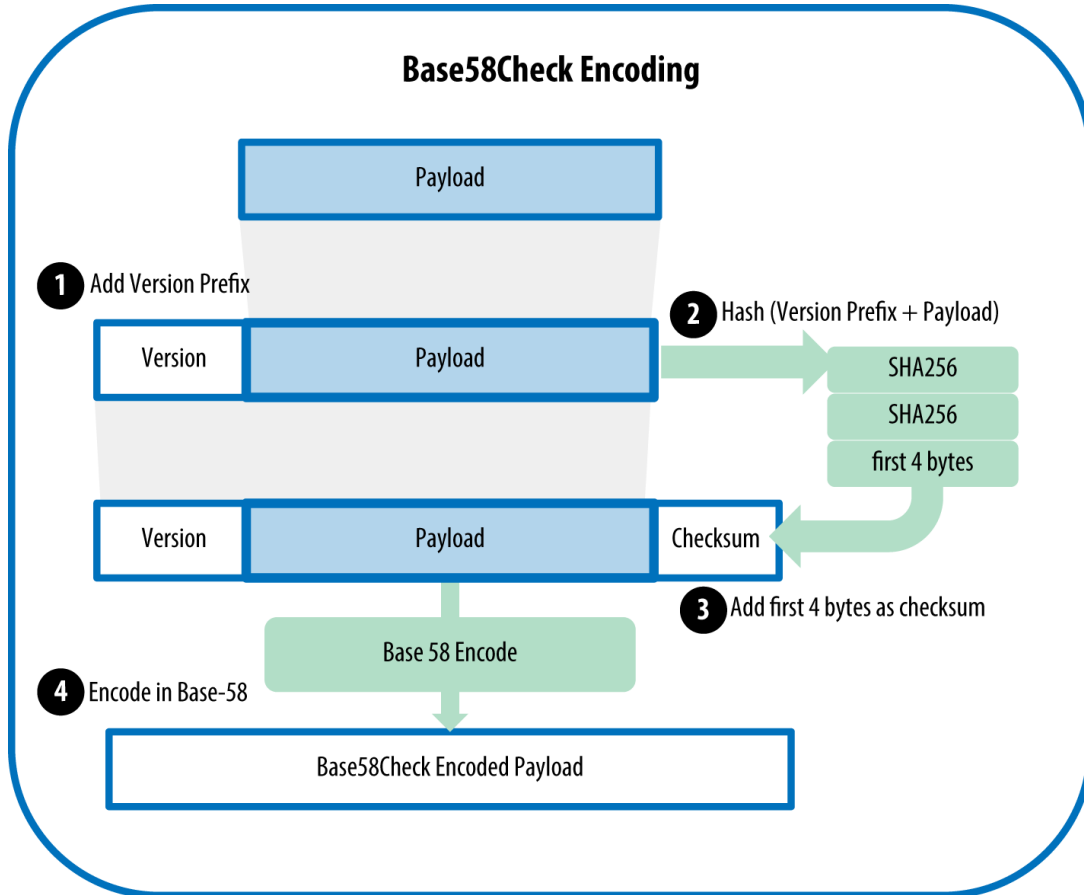 Base58Check Encoding
Payload
1 Add Version Prefix
2 Hash (Version Prefix + Payload)
Version
Payload
SHA256
SHA256
first 4 bytes
Version
Payload
Checksum
3 Add first 4 bytes as checksum
Base 58 Encode
4 Encode in Base-58
Base58Check Encoded Payload